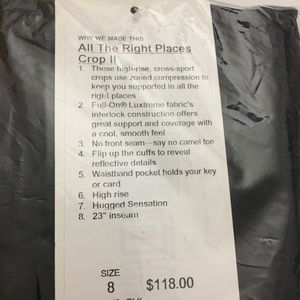 WHY WE MADE THIS
All The Right Places
Crop II
1. These high-rise, cross-sport
crops use zoned compression to
keep you supported in all the
right places
2. Full-On® Luxtreme fabric's
interlock construction offers
great support and coverage with
a cool, smooth feel
3. No front seam—say no camel toe
4. Flip up the cuffs to reveal
reflective details
5. Waistband pocket holds your key
or card
6. High rise
7. Hugged Sensation
8. 23" inseam
SIZE
8 $118.00